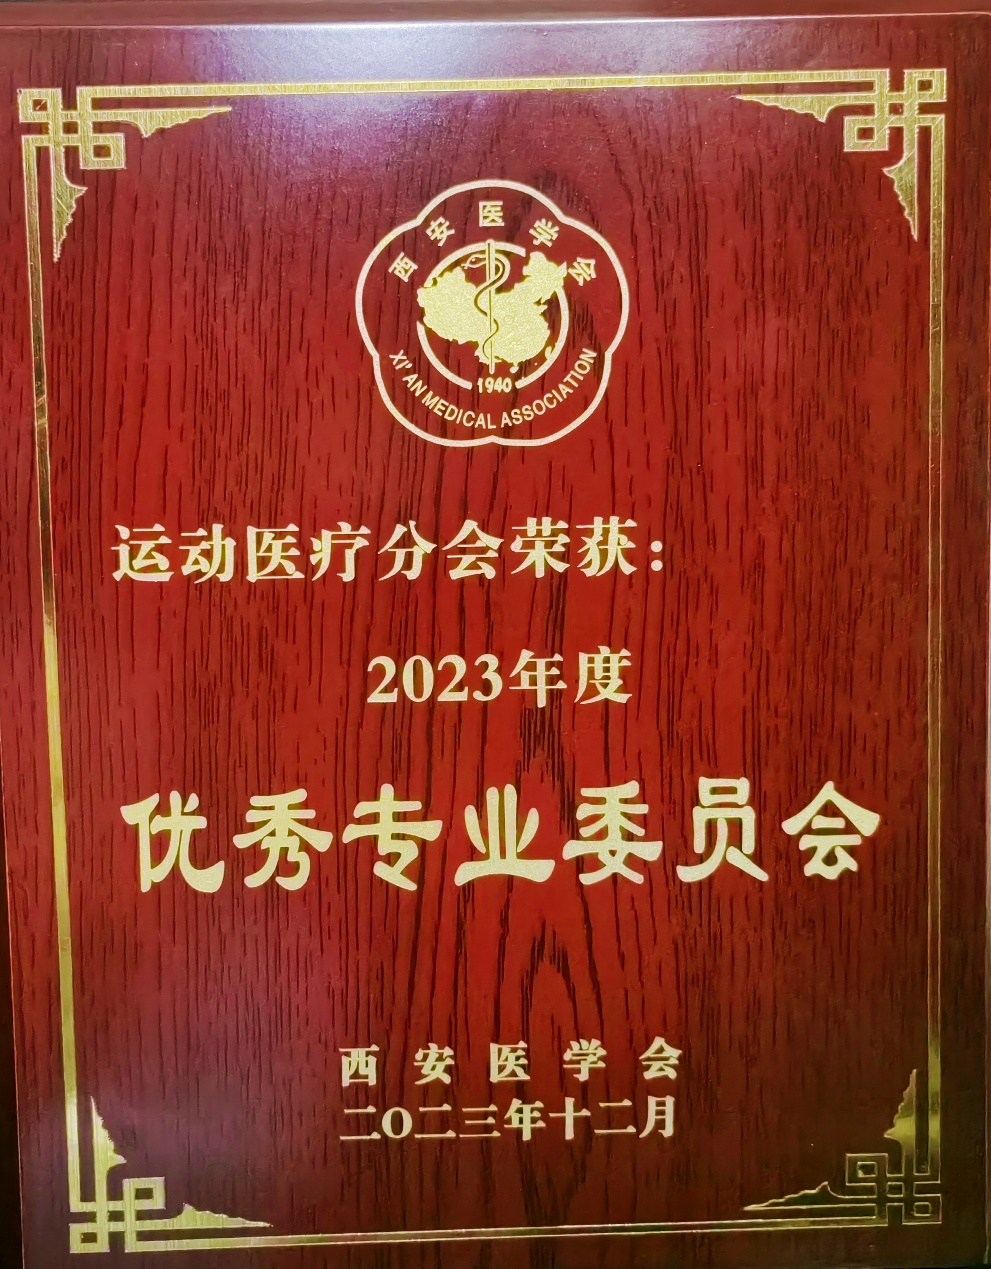 西安医学会
1940
XI'AN MEDICAL ASSOCIATION
运动医疗分会荣获：
2023年度
优秀专业委员会
西安医学会
二〇二三年十二月